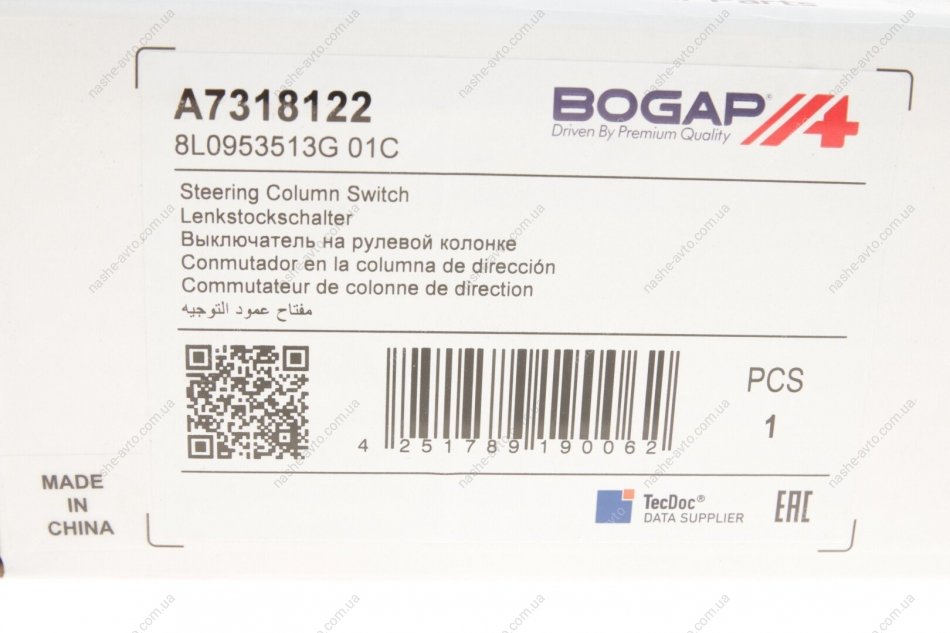 Parts
A7318122
8L0953513G 01C
BOGAP®
Driven By Premium Quality
Steering Column Switch
Lenkstockschalter
Выключатель на рулевой колонке
Conmutador en la columna de dirección
Commutateur de colonne de direction
مفتاح عمود التوجيه
4 251789 190062
PCS
1
MADE
IN
CHINA
TecDoc®
DATA SUPPLIER
EAC
nashe-avto.com.ua